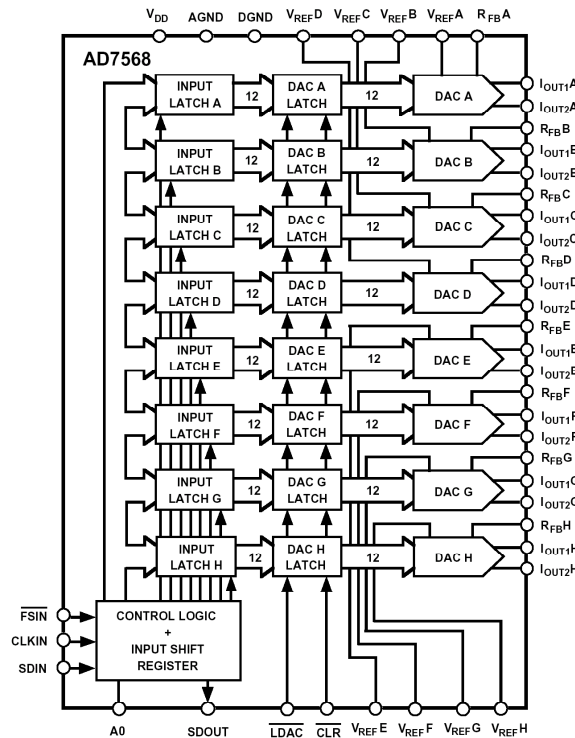 VDD AGND DGND VREFD VREFC VREFB VREFA RFBA
AD7568
INPUT LATCH A 12 DAC A LATCH 12 DAC A IOUT1A
IOUT2A
RFBB
INPUT LATCH B 12 DAC B LATCH 12 DAC B IOUT1B
IOUT2B
RFBC
INPUT LATCH C 12 DAC C LATCH 12 DAC C IOUT1C
IOUT2C
RFBD
INPUT LATCH D 12 DAC D LATCH 12 DAC D IOUT1D
IOUT2D
RFBE
INPUT LATCH E 12 DAC E LATCH 12 DAC E IOUT1E
IOUT2E
RFBF
INPUT LATCH F 12 DAC F LATCH 12 DAC F IOUT1F
IOUT2F
RFBG
INPUT LATCH G 12 DAC G LATCH 12 DAC G IOUT1G
IOUT2G
RFBH
INPUT LATCH H 12 DAC H LATCH 12 DAC H IOUT1H
IOUT2H
FSIN
CLKIN
SDIN
CONTROL LOGIC
+
INPUT SHIFT
REGISTER
A0 SDOUT LDAC CLR VREFE VREFF VREFG VREFH